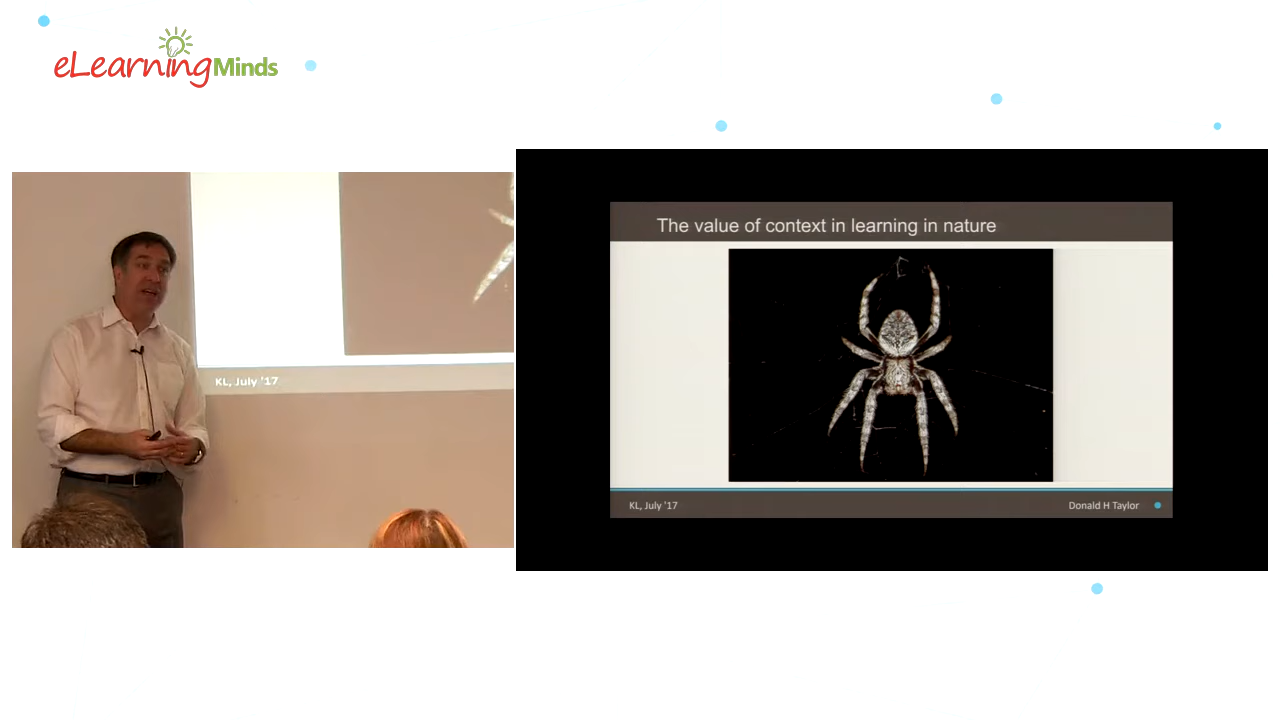 eLearningMinds
KL, July '17
The value of context in learning in nature
KL, July '17
Donald H Taylor